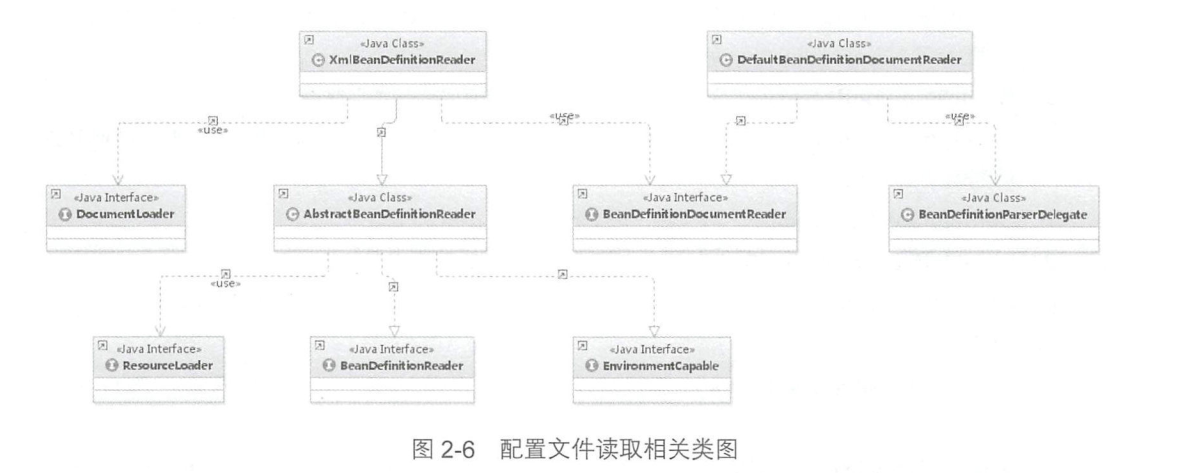 «Java Class»
XmlBeanDefinitionReader
«Java Class»
DefaultBeanDefinitionDocumentReader
«use»
«use»
«use»
«Java Interface»
DocumentLoader
«Java Class»
AbstractBeanDefinitionReader
«Java Interface»
BeanDefinitionDocumentReader
«Java Class»
BeanDefinitionParserDelegate
«use»
«Java Interface»
ResourceLoader
«Java Interface»
BeanDefinitionReader
«Java Interface»
EnvironmentCapable
图 2-6 配置文件读取相关类图